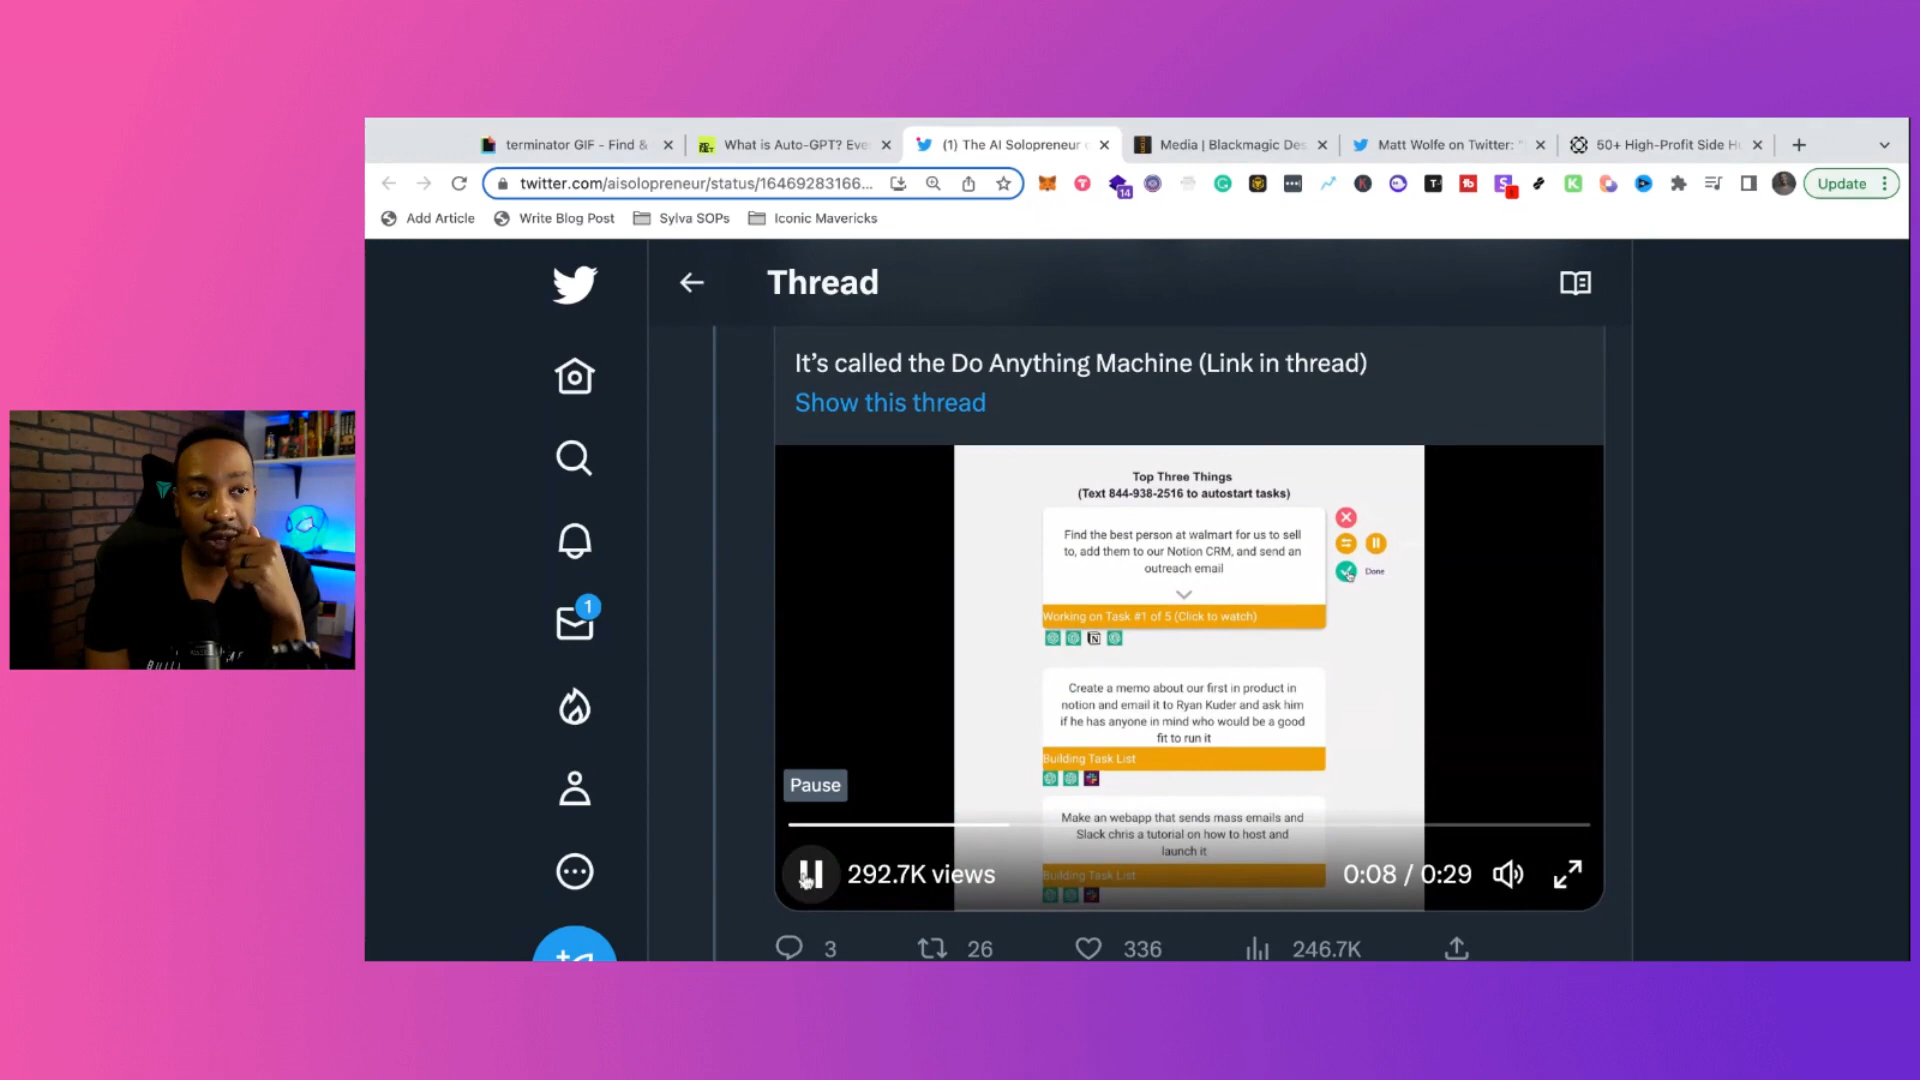 terminator GIF - Find &
What is Auto-GPT? Eve
(1) The AI Solopreneur
Media | Blackmagic Des
Matt Wolfe on Twitter: "
50+ High-Profit Side H
twitter.com/aisolopreneur/status/16469283166...
14
1
Update
Add Article
Write Blog Post
Sylva SOPs
Iconic Mavericks
Thread
It's called the Do Anything Machine (Link in thread)
Show this thread
1
Top Three Things
(Text 844-938-2516 to autostart tasks)
Find the best person at walmart for us to sell
to, add them to our Notion CRM, and send an
outreach email
Done
Working on Task #1 of 5 (Click to watch)
Create a memo about our first in product in
notion and email it to Ryan Kuder and ask him
if he has anyone in mind who would be a good
fit to run it
Building Task List
Make an webapp that sends mass emails and
Slack chris a tutorial on how to host and
launch it
Building Task List
Pause
292.7K views
0:08 / 0:29
3
26
336
246.7K